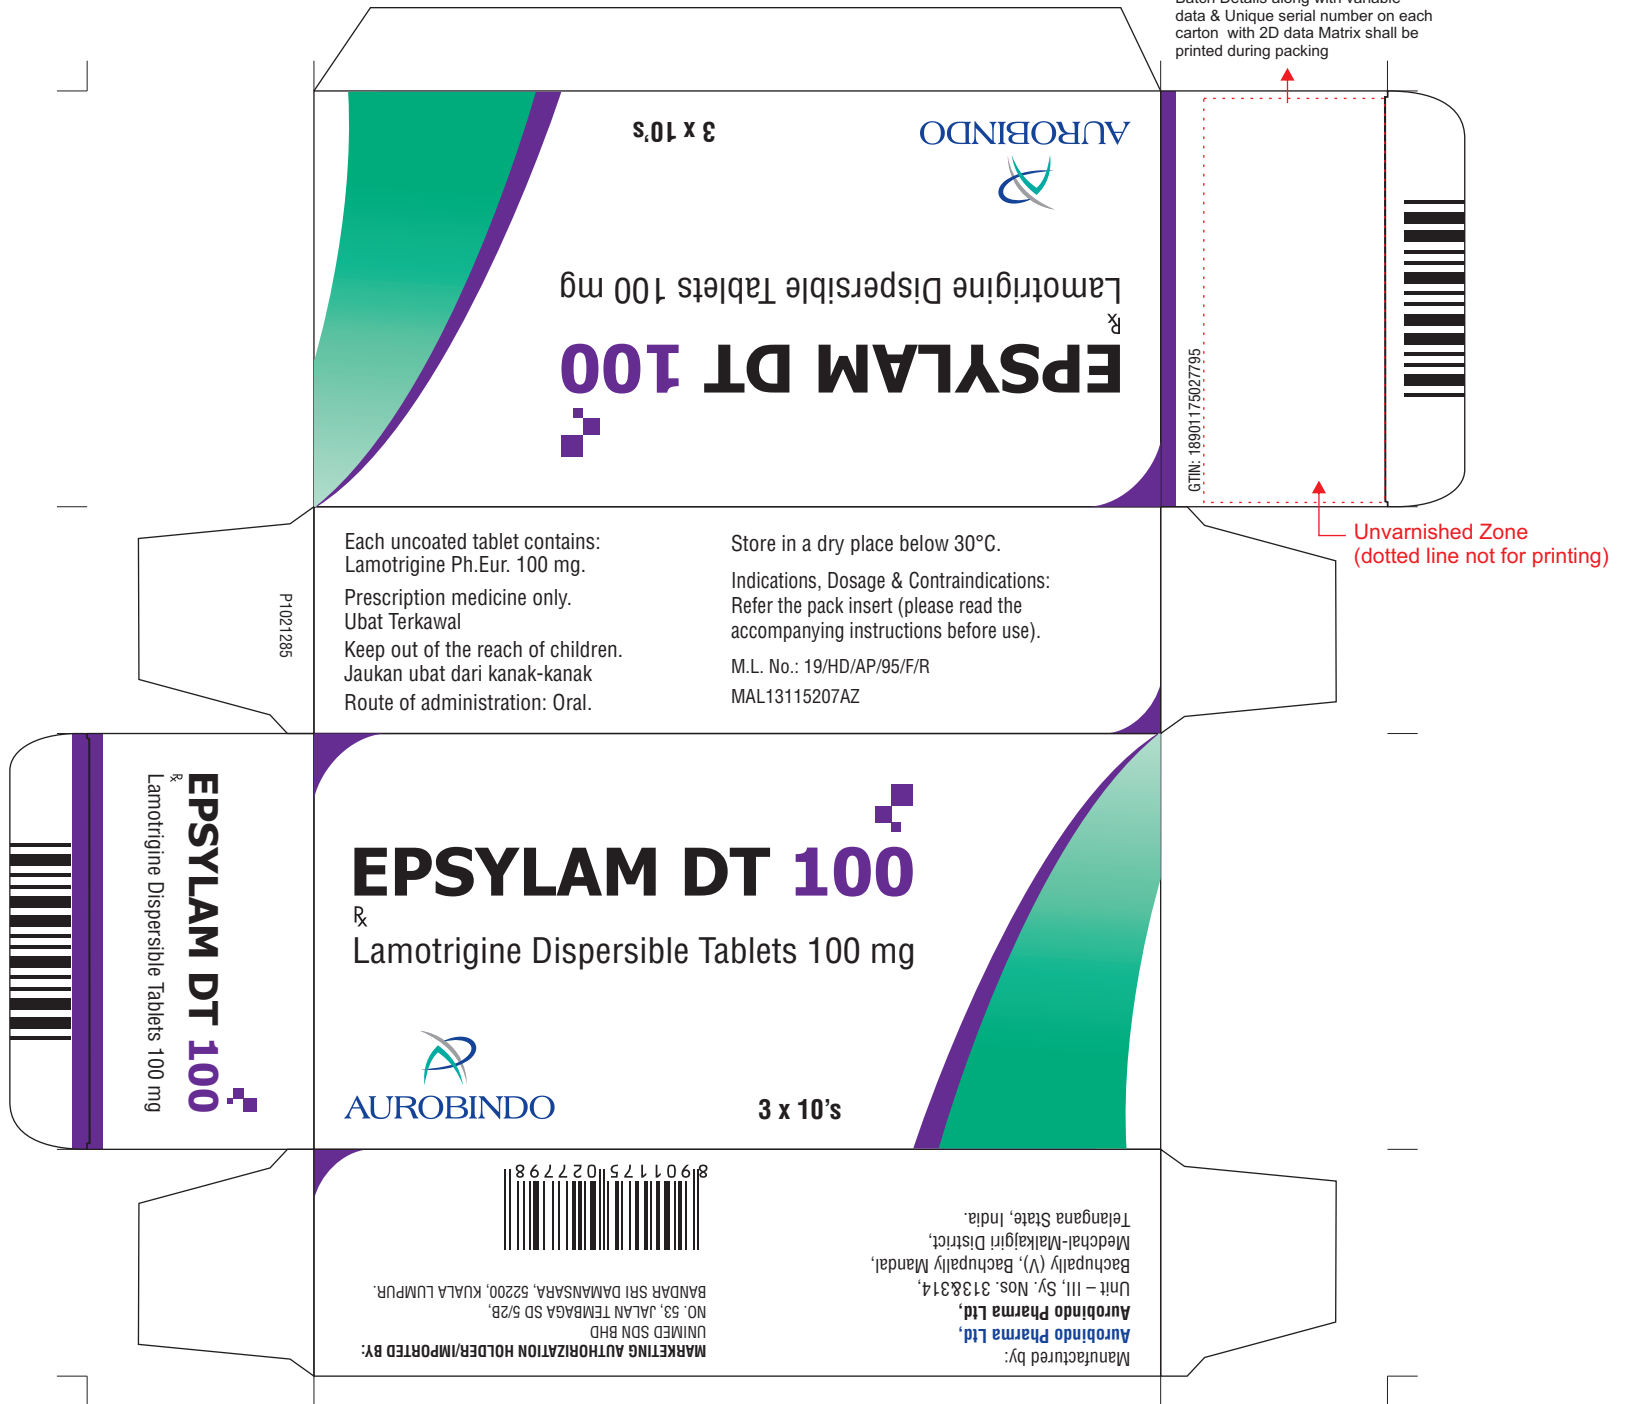 data & Unique serial number on each
carton with 2D data Matrix shall be
printed during packing
3 x 10's
AUROBINDO
Lamotrigine Dispersible Tablets 100 mg
Rx
EPSYLAM DT 100
GTIN: 18901175027795
Unvarnished Zone
(dotted line not for printing)
Each uncoated tablet contains:
Lamotrigine Ph.Eur. 100 mg.
Prescription medicine only.
Ubat Terkawal
Keep out of the reach of children.
Jaukan ubat dari kanak-kanak
Route of administration: Oral.
Store in a dry place below 30°C.
Indications, Dosage & Contraindications:
Refer the pack insert (please read the
accompanying instructions before use).
M.L. No.: 19/HD/AP/95/F/R
MAL13115207AZ
P1021285
EPSYLAM DT 100
Rx
Lamotrigine Dispersible Tablets 100 mg
EPSYLAM DT 100
Rx
Lamotrigine Dispersible Tablets 100 mg
AUROBINDO
3 x 10's
Manufactured by:
Aurobindo Pharma Ltd,
Aurobindo Pharma Ltd,
Unit – III, Sy. Nos. 313&314,
Bachupally (V), Bachupally Mandal,
Medchal-Malkajgiri District,
Telangana State, India.
MARKETING AUTHORIZATION HOLDER/IMPORTED BY:
UNIMED SDN BHD
NO. 53, JALAN TEMBAGA SD 5/2B,
BANDAR SRI DAMANSARA, 52200, KUALA LUMPUR.
8 901175 027798